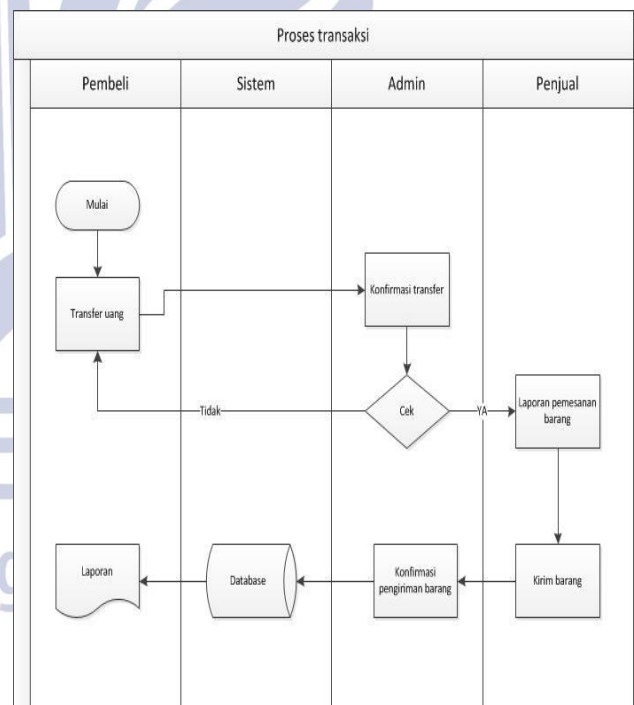 Proses transaksi
Pembeli
Sistem
Admin
Penjual
Mulai
Transfer uang
Konfirmasi transfer
Tidak
Cek
YA
Laporan pemesanan
barang
Laporan
Database
Konfirmasi
pengiriman barang
Kirim barang